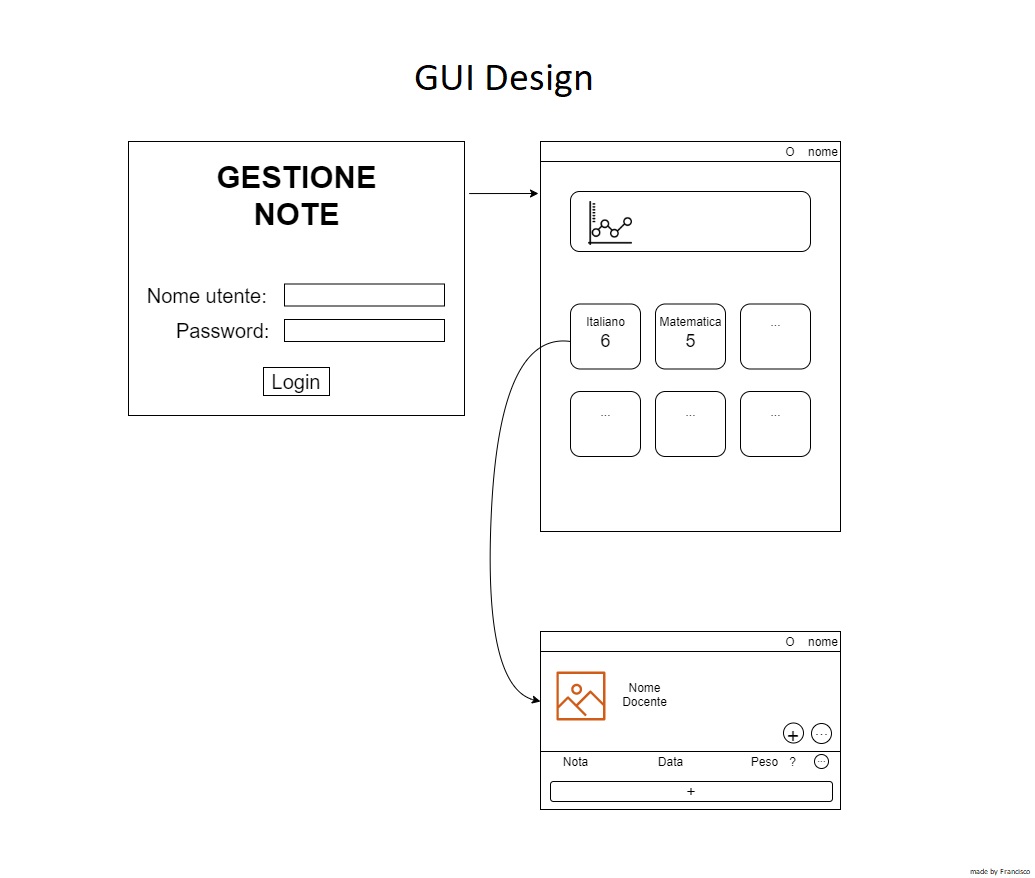 GUI Design
GESTIONE
NOTE
Nome utente:
Password:
Login
O nome
Italiano
6
Matematica
5
...
...
...
...
O nome
Nome
Docente
+
...
Nota Data Peso ? ...
+
made by Francisco